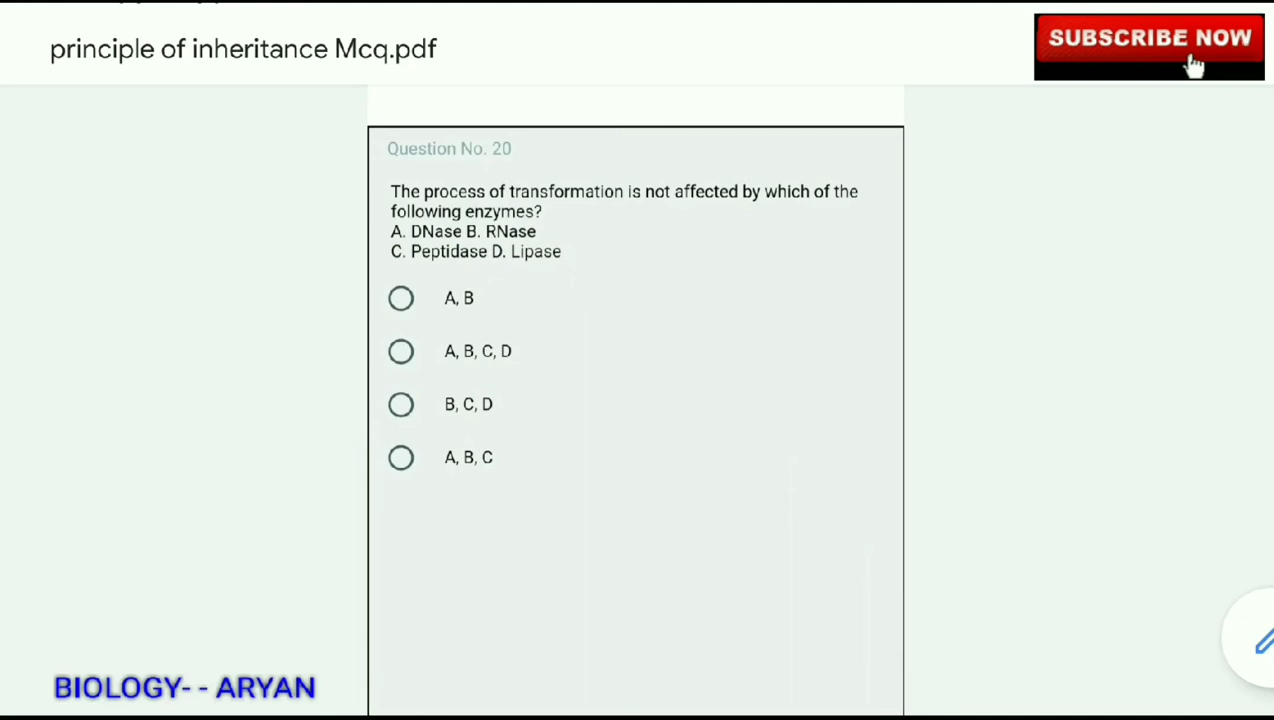 principle of inheritance Mcq.pdf
SUBSCRIBE NOW
Question No. 20
The process of transformation is not affected by which of the
following enzymes?
A. DNase B. RNase
C. Peptidase D. Lipase
A, B
A, B, C, D
B, C, D
A, B, C
BIOLOGY- - ARYAN